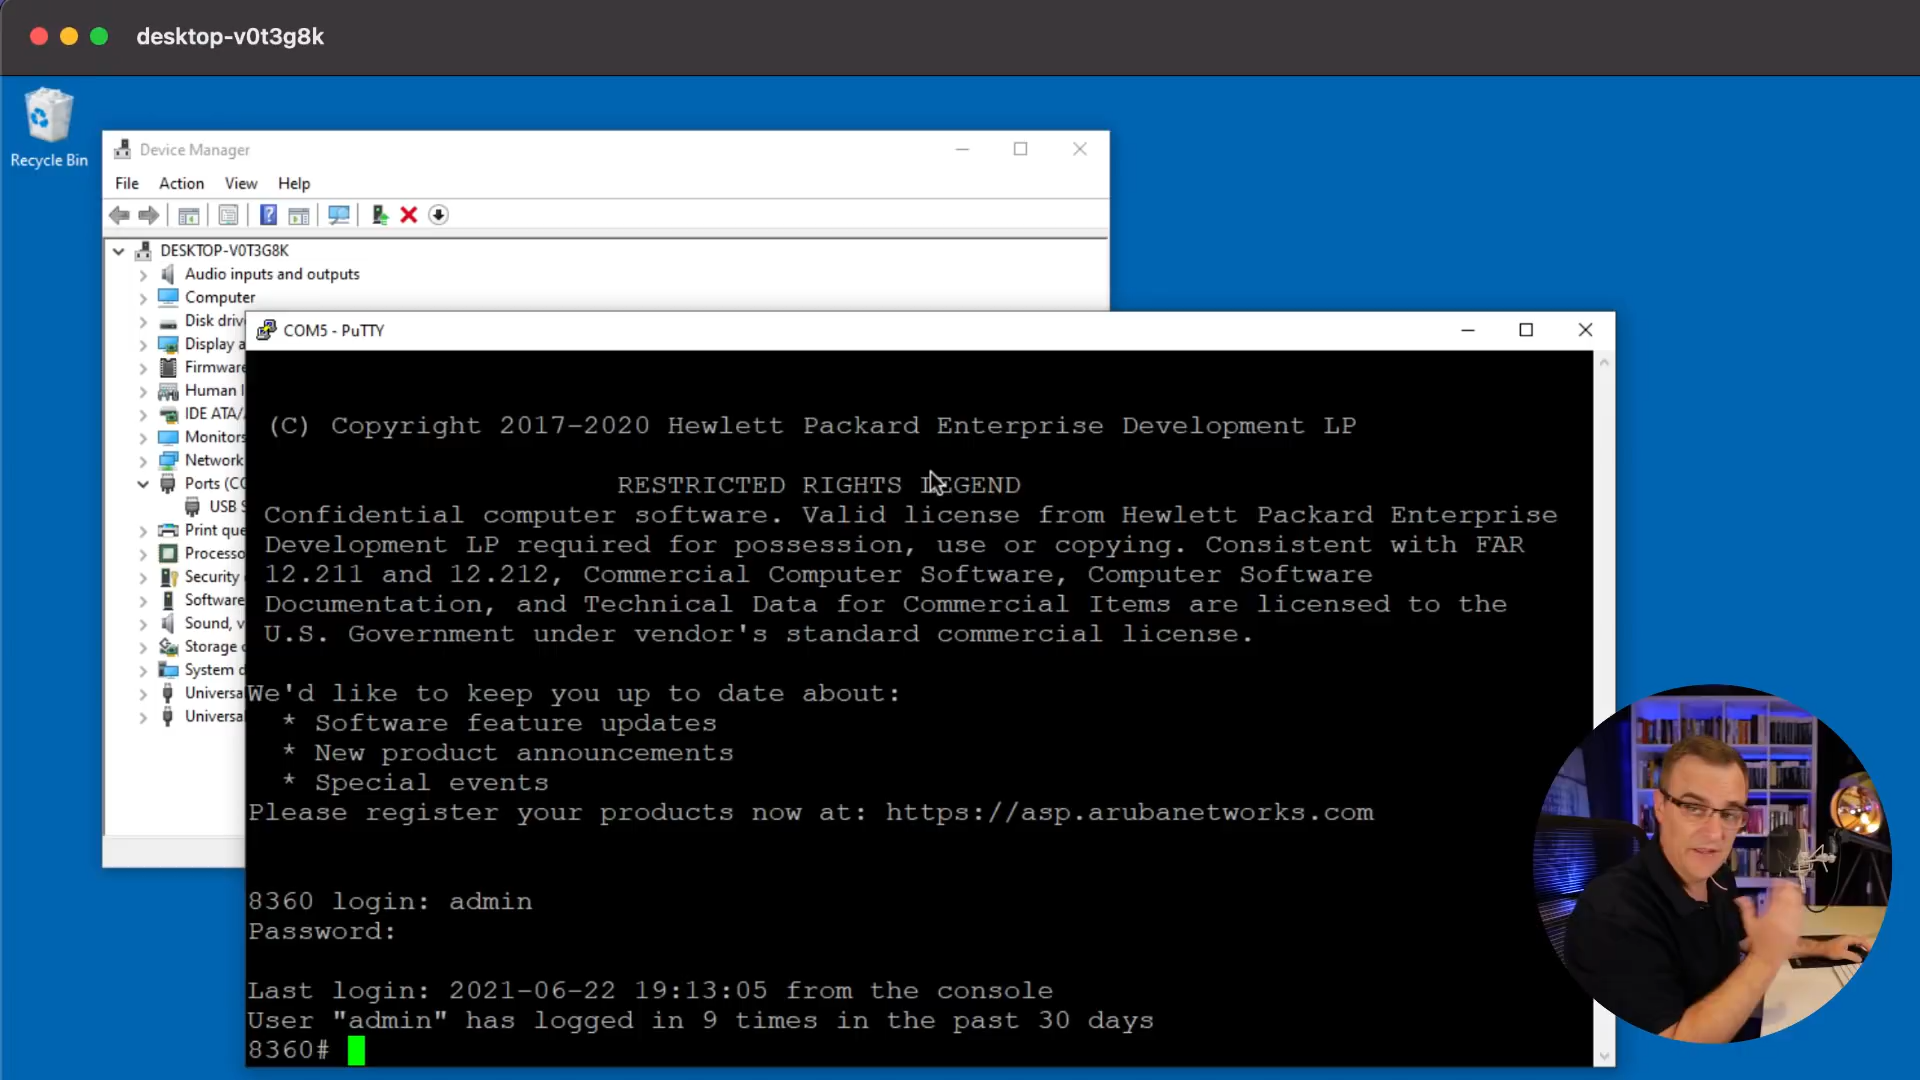 desktop-v0t3g8k
Recycle Bin
Device Manager
File Action View Help
DESKTOP-V0T3G8K
Audio inputs and outputs
Computer
Disk driv
Display a
Firmware
Human I
IDE ATA/
Monitors
Network
Ports (CO
USB S
Print que
Processo
Security
Software
Sound, v
Storage c
System d
Universa
Universa
COM5 - PuTTY
(C) Copyright 2017-2020 Hewlett Packard Enterprise Development LP
RESTRICTED RIGHTS LEGEND
Confidential computer software. Valid license from Hewlett Packard Enterprise
Development LP required for possession, use or copying. Consistent with FAR
12.211 and 12.212, Commercial Computer Software, Computer Software
Documentation, and Technical Data for Commercial Items are licensed to the
U.S. Government under vendor's standard commercial license.
We'd like to keep you up to date about:
* Software feature updates
* New product announcements
* Special events
Please register your products now at: https://asp.arubanetworks.com
8360 login: admin
Password:
Last login: 2021-06-22 19:13:05 from the console
User "admin" has logged in 9 times in the past 30 days
8360#